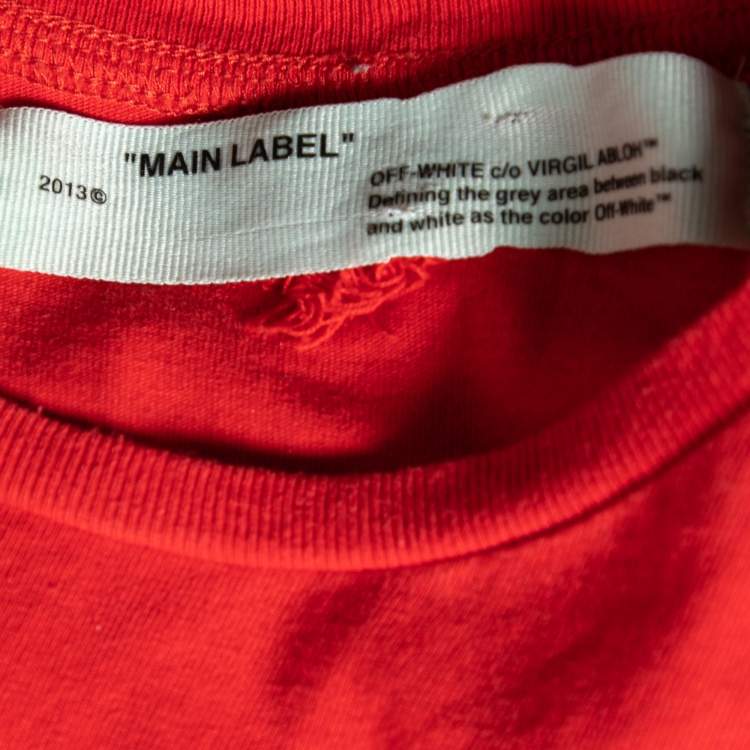 "MAIN LABEL"
2013©
OFF-WHITE c/o VIRGIL ABLOH™
Defining the grey area between black
and white as the color Off-White™